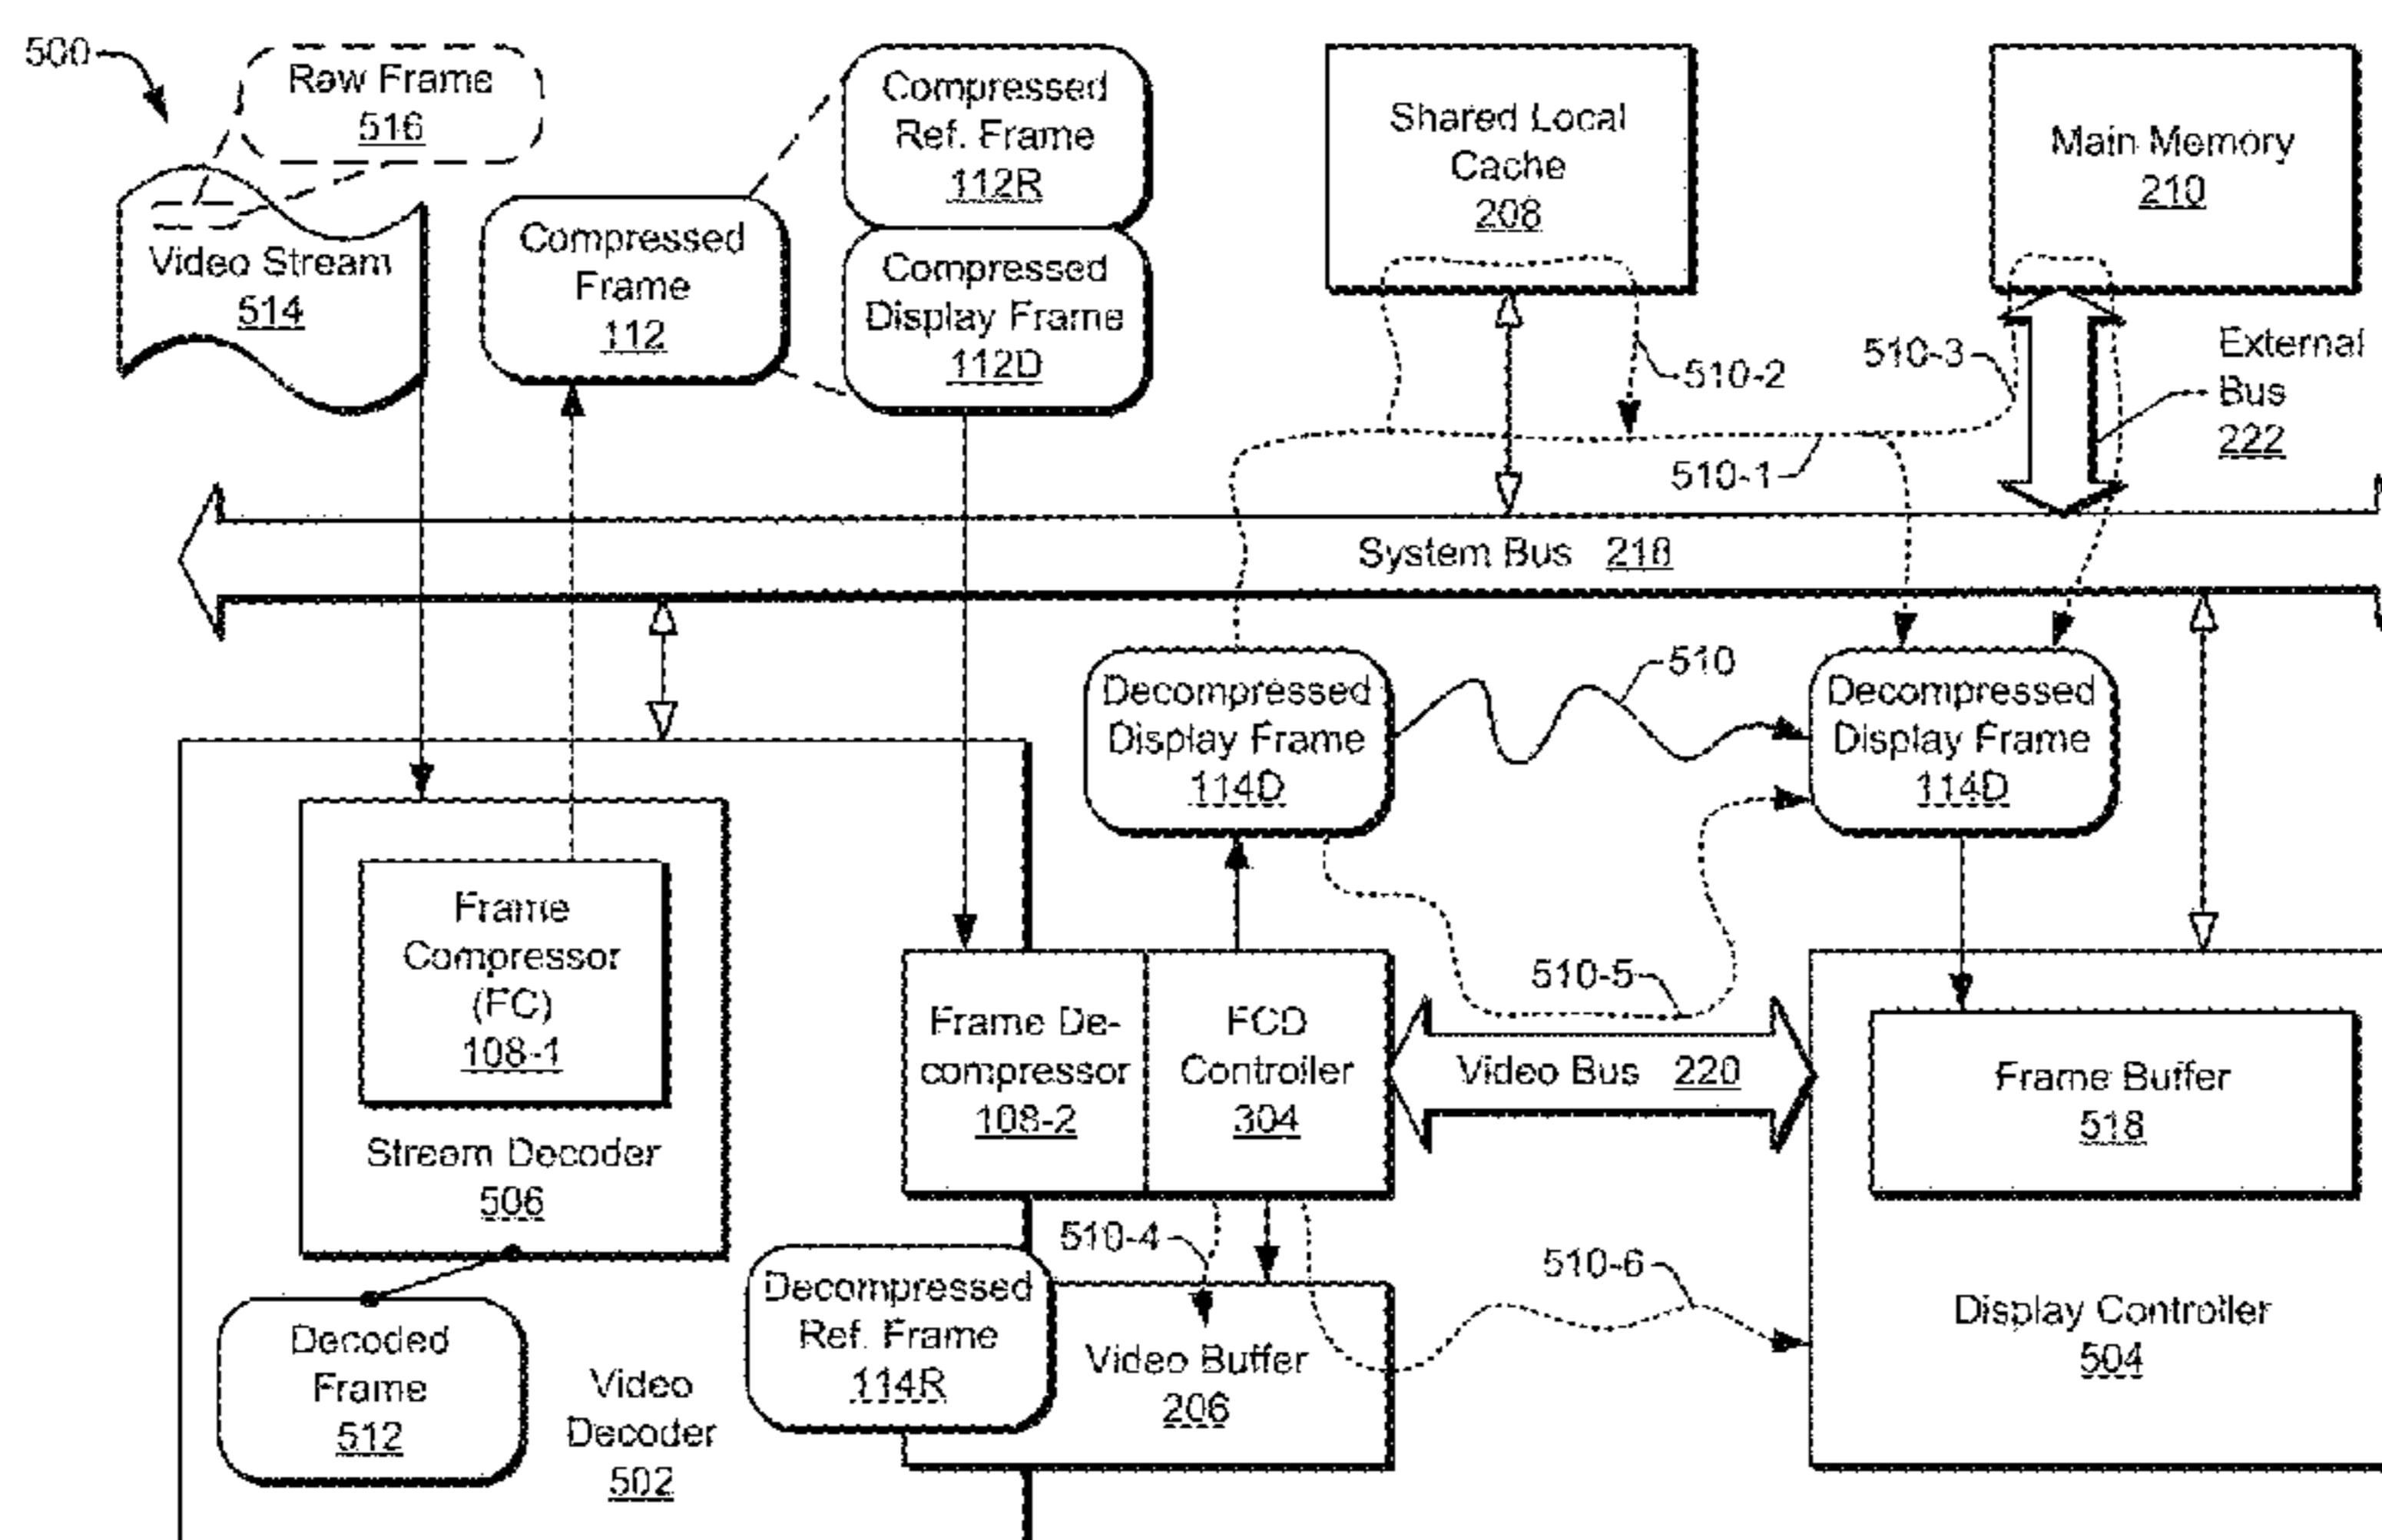 500
Raw Frame
516
Video Stream
514
Compressed
Frame
112
Compressed
Ref. Frame
112R
Compressed
Display Frame
112D
Shared Local
Cache
208
Main Memory
210
510-2
510-3
External
Bus
222
510-1
System Bus 218
Decompressed
Display Frame
114D
510
Decompressed
Display Frame
114D
Frame
Compressor
(FC)
108-1
Stream Decoder
506
Frame De-
compressor
108-2
FCD
Controller
304
510-5
Video Bus 220
Frame Buffer
518
510-4
510-6
Decompressed
Ref. Frame
114R
Video Buffer
206
Display Controller
504
Decoded
Frame
512
Video
Decoder
502